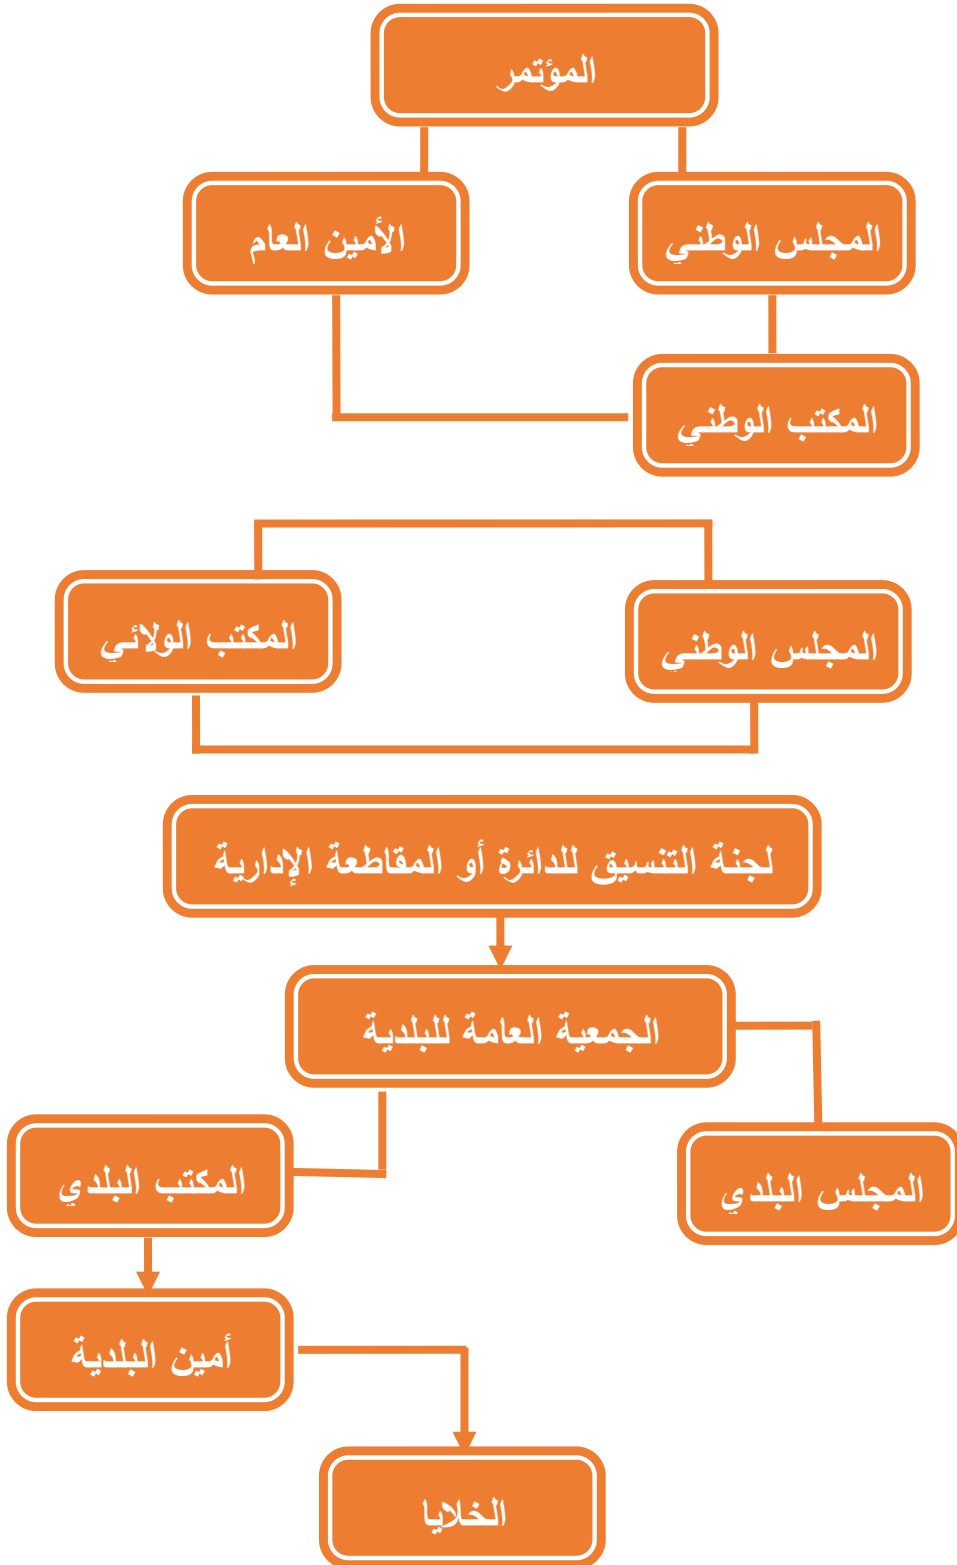 المؤتمر
المجلس الوطني
الأمين العام
المكتب الوطني
المجلس الوطني
المكتب الولائي
لجنة التنسيق للدائرة أو المقاطعة الإدارية
الجمعية العامة للبلدية
المجلس البلدي
المكتب البلدي
أمين البلدية
الخلايا